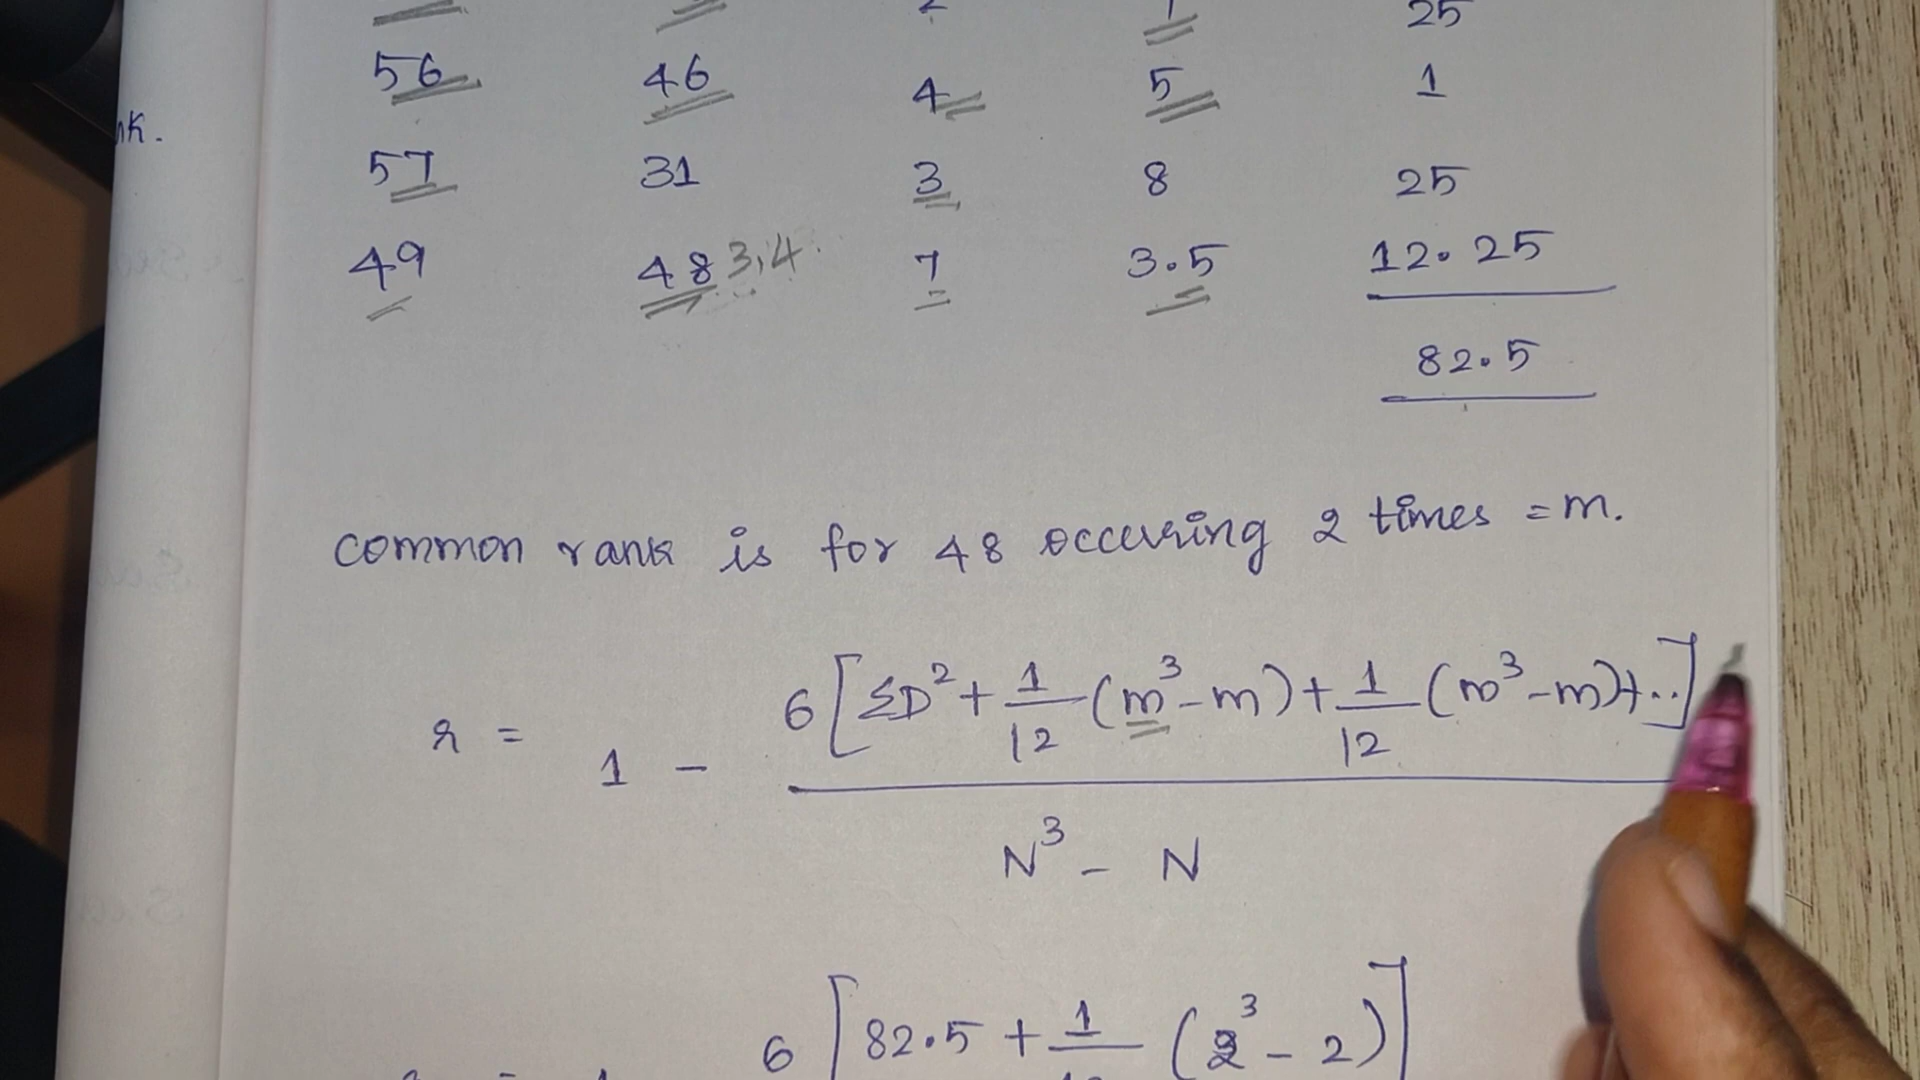 25
56 46 4 5 1
57 31 3 8 25
49 48 3,4 7 3.5 12.25
82.5
common rank is for 48 occuring 2 times = m.
r = 1 - 6[ΣD²+1/12(m³-m)+1/12(m³-m)+..] / N³ - N
6[82.5+1/12(2³-2)]